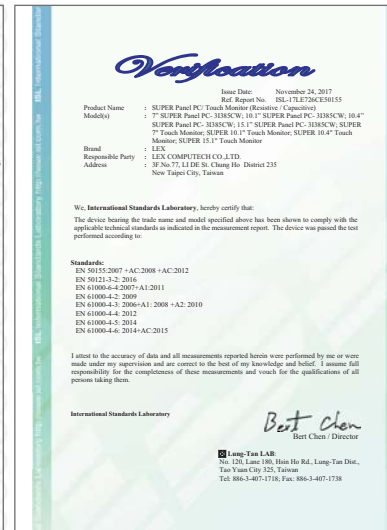 Verification
Issue Date: November 24, 2017
Ref. Report No. ISL-17LE726CE50155
Product Name : SUPER Panel PC/ Touch Monitor (Resistive / Capacitive)
Model(s) : 7" SUPER Panel PC- 3I385CW; 10.1" SUPER Panel PC- 3I385CW; 10.4"
SUPER Panel PC- 3I385CW; 15.1" SUPER Panel PC- 3I385CW; SUPER
7" Touch Monitor; SUPER 10.1" Touch Monitor; SUPER 10.4" Touch
Monitor; SUPER 15.1" Touch Monitor
Brand : LEX
Responsible Party : LEX COMPUTECH CO.,LTD.
Address : 3F.No.77, LI DE St. Chung Ho District 235
New Taipei City, Taiwan
We, International Standards Laboratory, hereby certify that:
The device bearing the trade name and model specified above has been shown to comply with the
applicable technical standards as indicated in the measurement report. The device was passed the test
performed according to:
Standards:
EN 50155:2007 +AC:2008 +AC:2012
EN 50121-3-2: 2016
EN 61000-6-4:2007+A1:2011
EN 61000-4-2: 2009
EN 61000-4-3: 2006+A1: 2008 +A2: 2010
EN 61000-4-4: 2012
EN 61000-4-5: 2014
EN 61000-4-6: 2014+AC:2015
I attest to the accuracy of data and all measurements reported herein were performed by me or were
made under my supervision and are correct to the best of my knowledge and belief. I assume full
responsibility for the completeness of these measurements and vouch for the qualifications of all
persons taking them.
International Standards Laboratory
Bert Chen
Bert Chen / Director
Lung-Tan LAB:
No. 120, Lane 180, Hsin Ho Rd., Lung-Tan Dist.,
Tao Yuan City 325, Taiwan
Tel: 886-3-407-1718; Fax: 886-3-407-1738